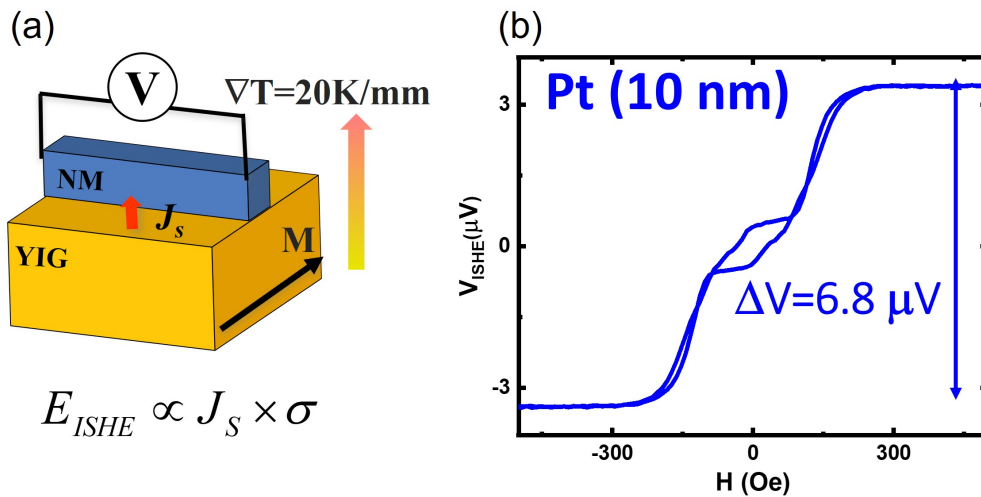 (a)
V
∇T=20K/mm
NM
J_S
M
YIG
E_ISHE ∝ J_S × σ
(b)
Pt (10 nm)
V_ISHE(μV)
3
0
-3
ΔV=6.8 μV
-300 0 300
H (Oe)